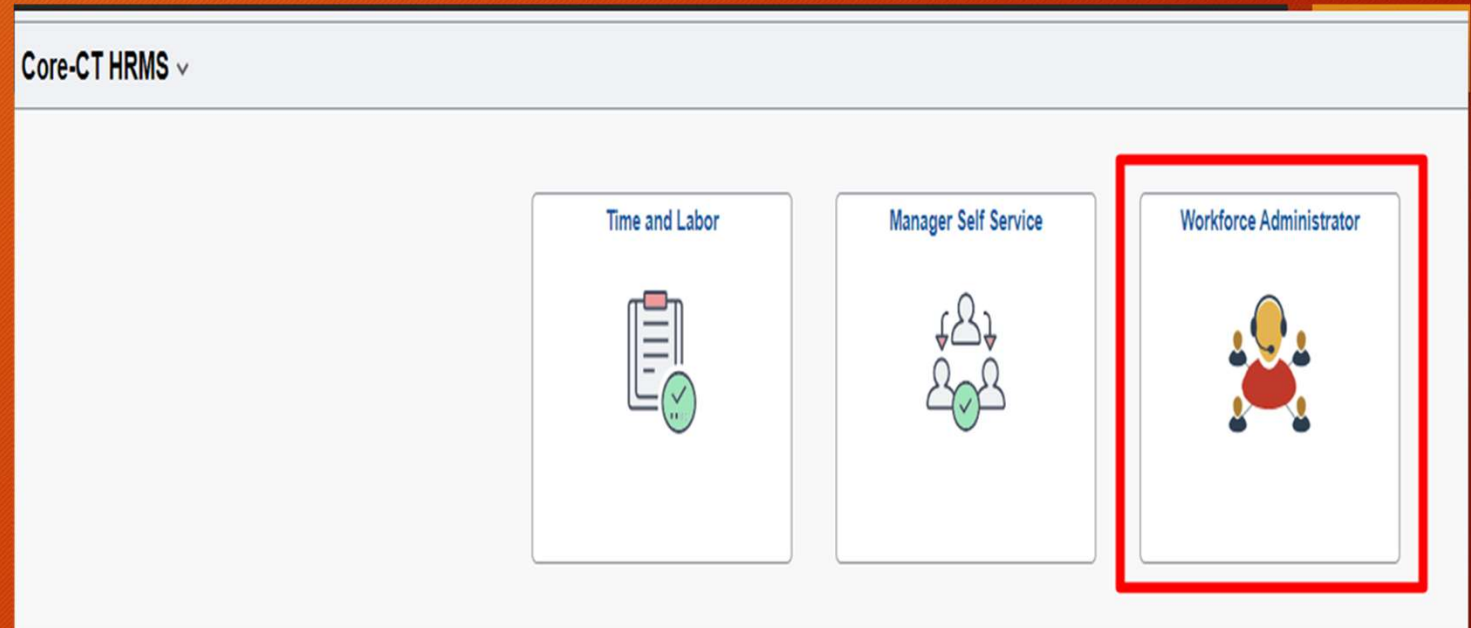 Core-CT HRMS
Time and Labor
Manager Self Service
Workforce Administrator